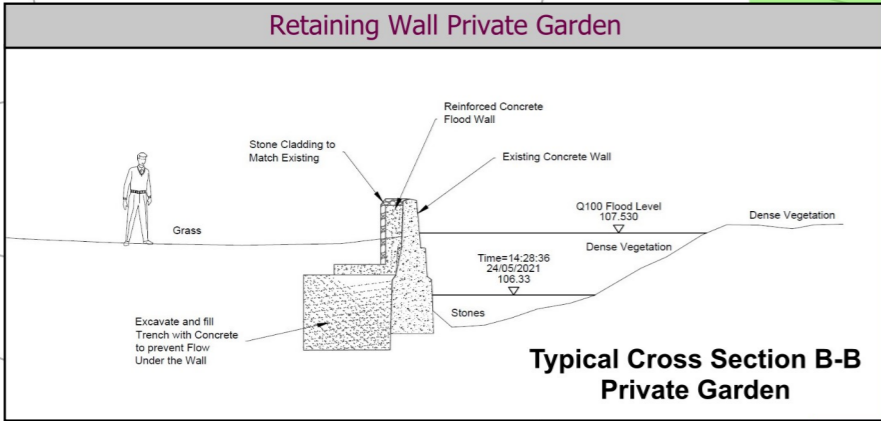 Retaining Wall Private Garden
Reinforced Concrete
Flood Wall
Stone Cladding to
Match Existing
Existing Concrete Wall
Q100 Flood Level
107.530
Dense Vegetation
Grass
Dense Vegetation
Time=14:28:36
24/05/2021
106.33
Stones
Excavate and fill
Trench with Concrete
to prevent Flow
Under the Wall
Typical Cross Section B-B
Private Garden